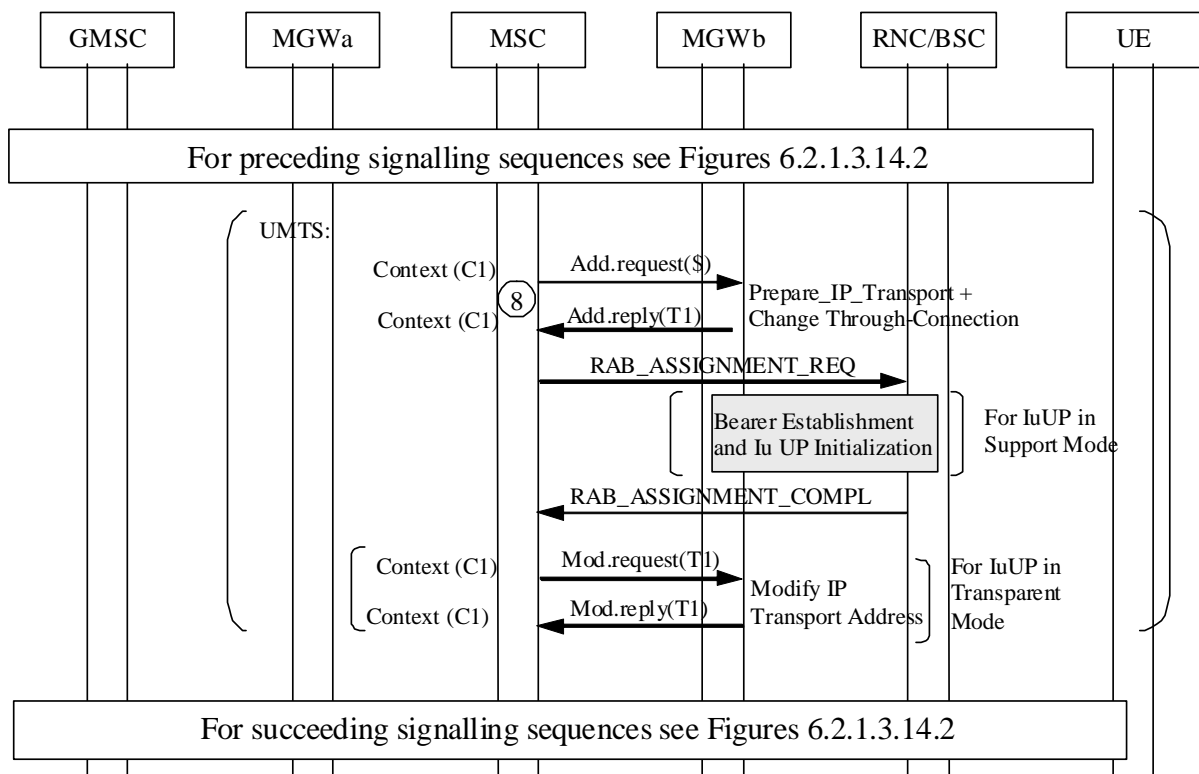 GMSC MGWa MSC MGWb RNC/BSC UE
For preceding signalling sequences see Figures 6.2.1.3.14.2
UMTS:
Context (C1)
Add.request($)
8
Prepare_IP_Transport +
Change Through-Connection
Context (C1)
Add.reply(T1)
RAB_ASSIGNMENT_REQ
Bearer Establishment
and Iu UP Initialization
For IuUP in
Support Mode
RAB_ASSIGNMENT_COMPL
Context (C1)
Mod.request(T1)
Modify IP
Transport Address
For IuUP in
Transparent
Mode
Context (C1)
Mod.reply(T1)
For succeeding signalling sequences see Figures 6.2.1.3.14.2